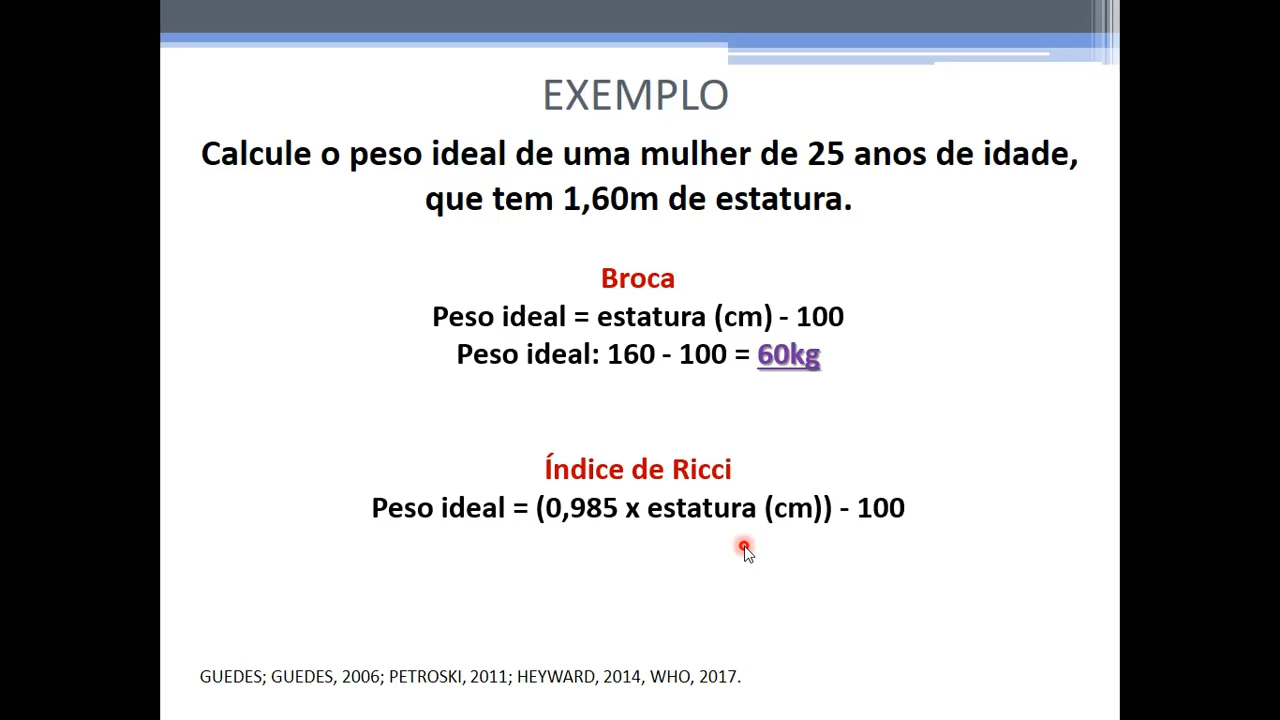 EXEMPLO
Calcule o peso ideal de uma mulher de 25 anos de idade,
que tem 1,60m de estatura.
Broca
Peso ideal = estatura (cm) - 100
Peso ideal: 160 - 100 = 60kg
Índice de Ricci
Peso ideal = (0,985 x estatura (cm)) - 100
GUEDES; GUEDES, 2006; PETROSKI, 2011; HEYWARD, 2014, WHO, 2017.